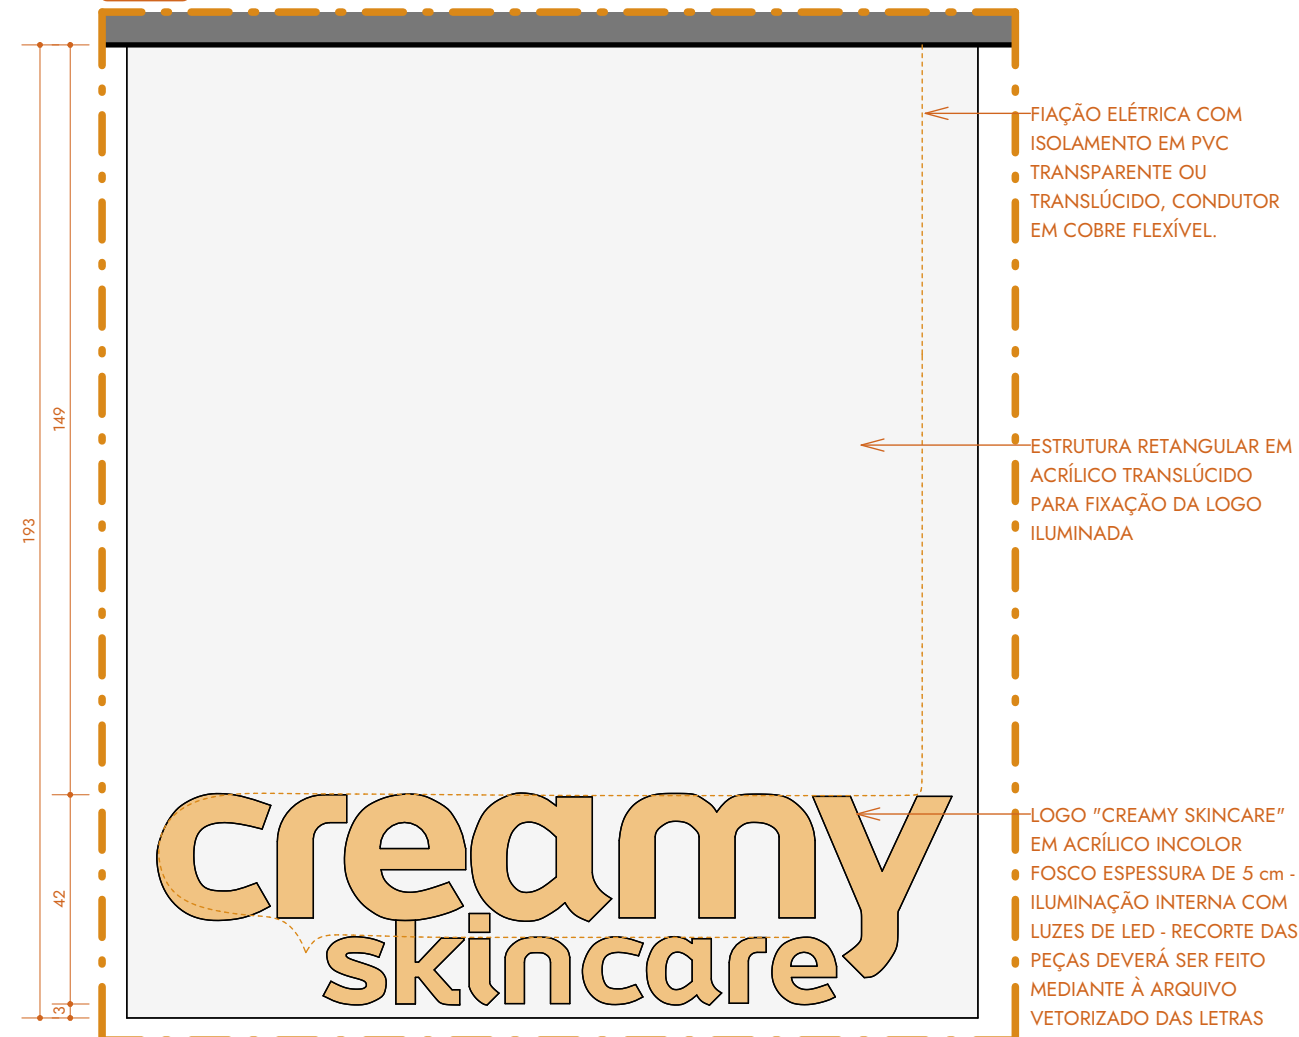 FIAÇÃO ELÉTRICA COM
ISOLAMENTO EM PVC
TRANSPARENTE OU
TRANSLÚCIDO, CONDUTOR
EM COBRE FLEXÍVEL.
149
193
ESTRUTURA RETANGULAR EM
ACRÍLICO TRANSLÚCIDO
PARA FIXAÇÃO DA LOGO
ILUMINADA
creamy
skincare
42
3
LOGO "CREAMY SKINCARE"
EM ACRÍLICO INCOLOR
FOSCO ESPESSURA DE 5 cm -
ILUMINAÇÃO INTERNA COM
LUZES DE LED - RECORTE DAS
PEÇAS DEVERÁ SER FEITO
MEDIANTE À ARQUIVO
VETORIZADO DAS LETRAS